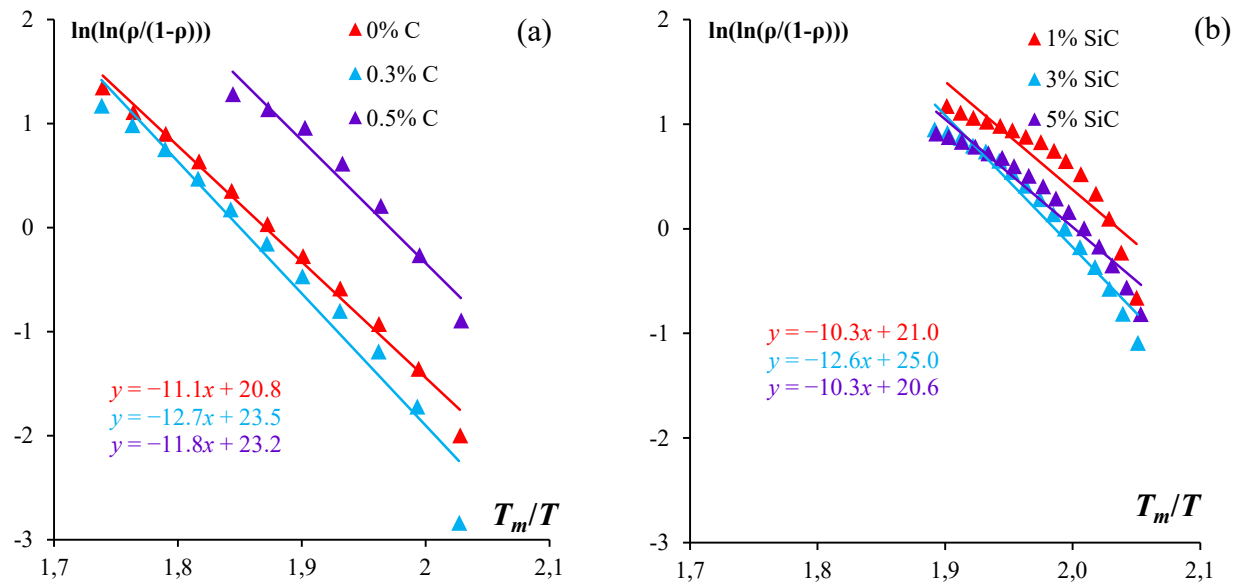 ln(ln(ρ/(1-ρ)))
(a)
0% C
0.3% C
0.5% C
2
1
0
-1
-2
-3
y = −11.1x + 20.8
y = −12.7x + 23.5
y = −11.8x + 23.2
Tm/T
1,7
1,8
1,9
2
2,1
ln(ln(ρ/(1-ρ)))
(b)
1% SiC
3% SiC
5% SiC
2
1
0
-1
-2
-3
y = −10.3x + 21.0
y = −12.6x + 25.0
y = −10.3x + 20.6
Tm/T
1,7
1,8
1,9
2,0
2,1